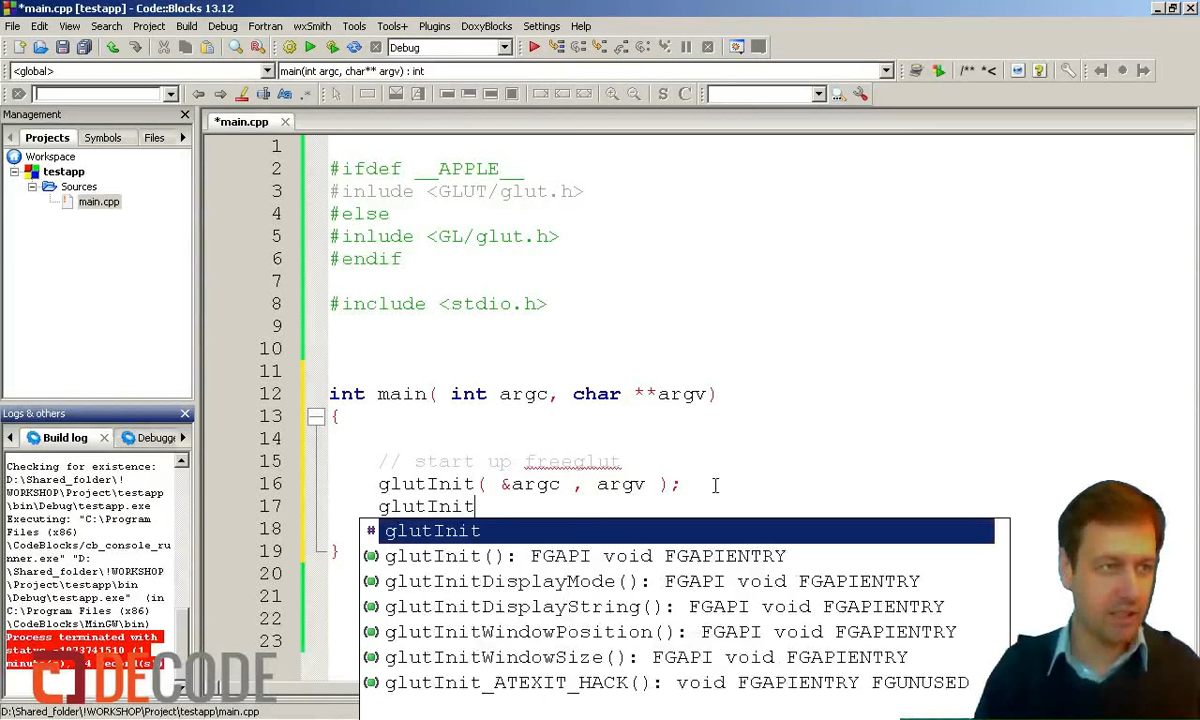 *main.cpp [testapp] - Code::Blocks 13.12
File Edit View Search Project Build Debug Fortran wxSmith Tools Tools+ Plugins DoxyBlocks Settings Help
Debug
<global>
main(int argc, char** argv) : int
/** *<
S C
Management
Projects Symbols Files
Workspace
testapp
Sources
main.cpp
*main.cpp
1
2 #ifdef __APPLE__
3 #inlude <GLUT/glut.h>
4 #else
5 #inlude <GL/glut.h>
6 #endif
7
8 #include <stdio.h>
9
10
11
12 int main( int argc, char **argv)
13 {
14
15 // start up freeglut
16 glutInit( &argc , argv );
17 glutInit
18
19 }
20
21
22
23
# glutInit
glutInit(): FGAPI void FGAPIENTRY
glutInitDisplayMode(): FGAPI void FGAPIENTRY
glutInitDisplayString(): FGAPI void FGAPIENTRY
glutInitWindowPosition(): FGAPI void FGAPIENTRY
glutInitWindowSize(): FGAPI void FGAPIENTRY
glutInit_ATEXIT_HACK(): void FGAPIENTRY FGUNUSED
Logs & others
Build log Debugge
Checking for existence:
D:\Shared_folder\!
WORKSHOP\Project\testapp
\bin\Debug\testapp.exe
Executing: "C:\Program
Files (x86)
\CodeBlocks/cb_console_ru
nner.exe" "D:
\Shared_folder\!WORKSHOP
\Project\testapp\bin
\Debug\testapp.exe" (in
C:\Program Files (x86)
\CodeBlocks\MinGW\bin)
Process terminated with
status -1073741510 (1
DECODE
D:\Shared_folder\!WORKSHOP\Project\testapp\main.cpp